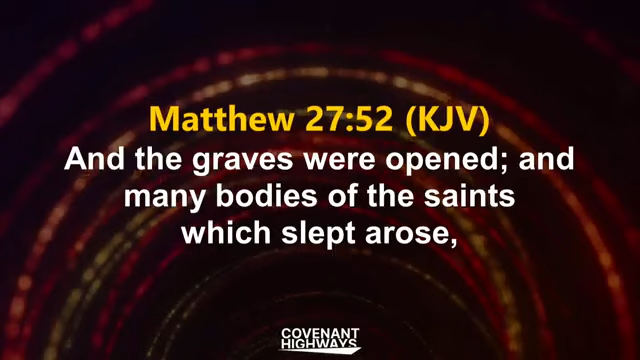 Matthew 27:52 (KJV)
And the graves were opened; and
many bodies of the saints
which slept arose,
COVENANT
HIGHWAYS